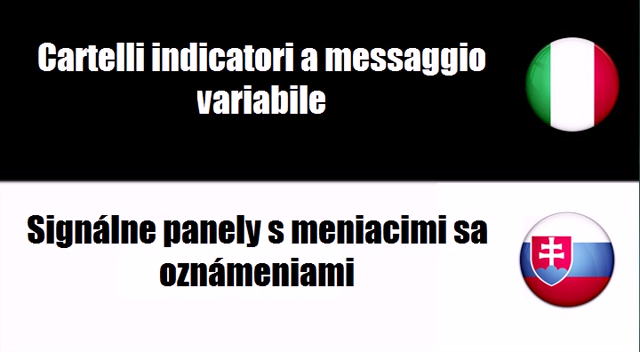 Cartelli indicatori a messaggio
variabile
Signálne panely s meniacimi sa
oznámeniami